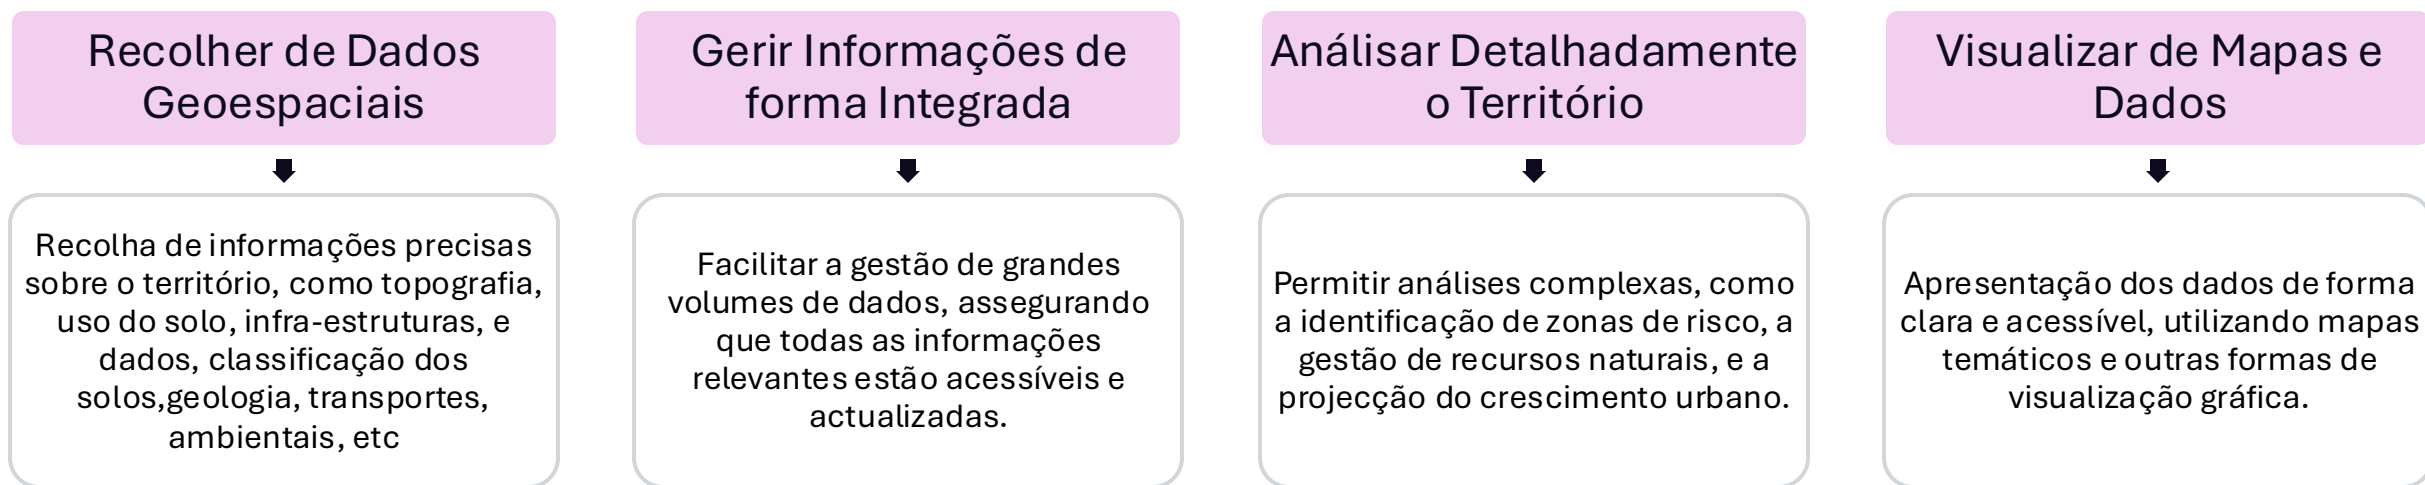 Recolher de Dados
Geoespaciais
Recolha de informações precisas
sobre o território, como topografia,
uso do solo, infra-estruturas, e
dados, classificação dos
solos,geologia, transportes,
ambientais, etc
Gerir Informações de
forma Integrada
Facilitar a gestão de grandes
volumes de dados, assegurando
que todas as informações
relevantes estão acessíveis e
actualizadas.
Análisar Detalhadamente
o Território
Permitir análises complexas, como
a identificação de zonas de risco, a
gestão de recursos naturais, e a
projecção do crescimento urbano.
Visualizar de Mapas e
Dados
Apresentação dos dados de forma
clara e acessível, utilizando mapas
temáticos e outras formas de
visualização gráfica.